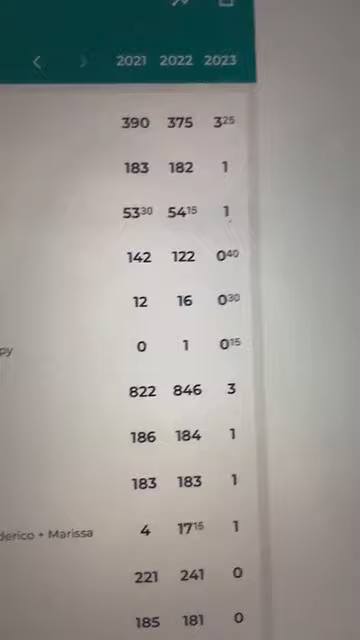 < > 2021 2022 2023
390 375 3²⁵
183 182 1
53³⁰ 54¹⁵ 1
142 122 0⁴⁰
12 16 0³⁰
py 0 1 0¹⁵
822 846 3
186 184 1
183 183 1
derico + Marissa 4 17¹⁵ 1
221 241 0
185 181 0